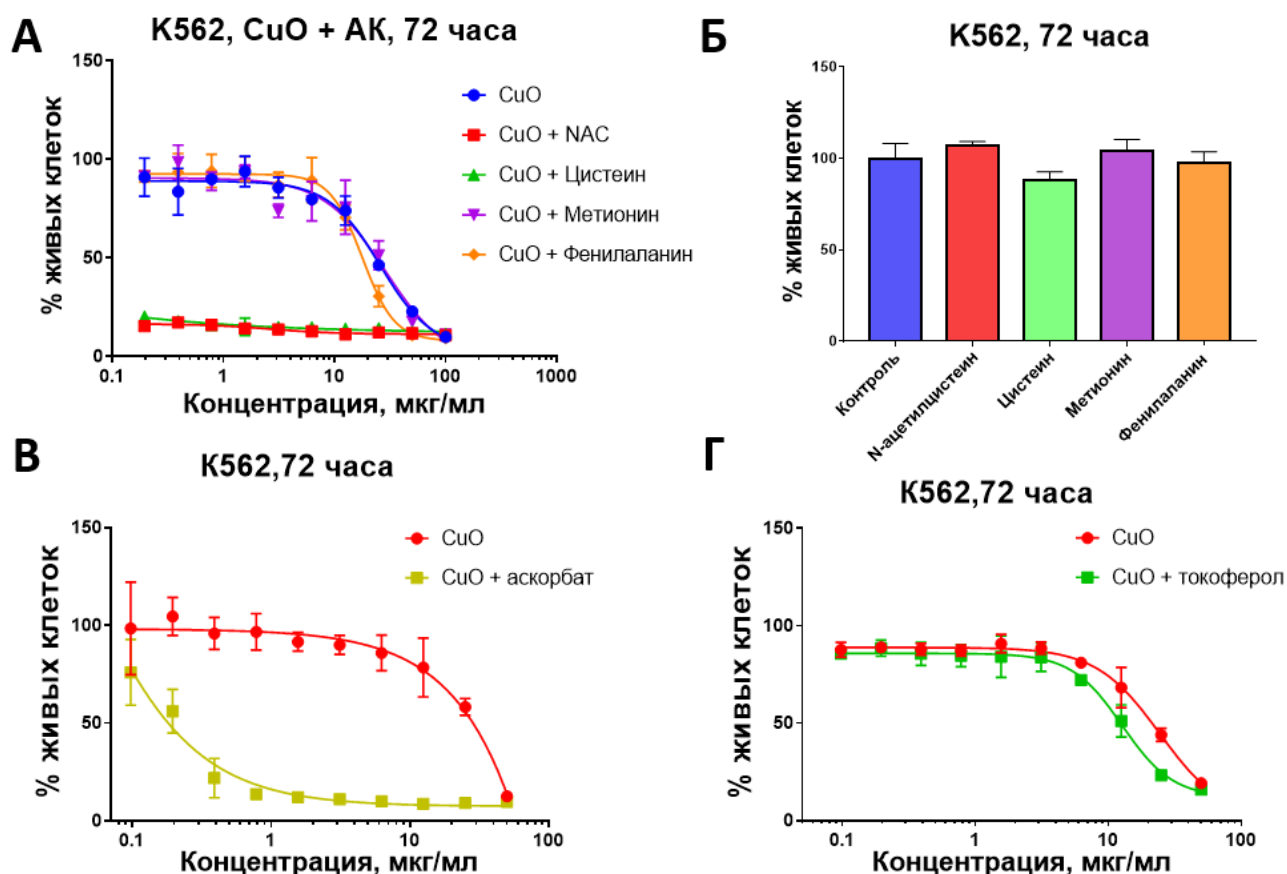 А
K562, CuO + АК, 72 часа
% живых клеток
150
100
50
0
0.1
1
10
100
1000
Концентрация, мкг/мл
CuO
CuO + NAC
CuO + Цистеин
CuO + Метионин
CuO + Фенилаланин
Б
K562, 72 часа
% живых клеток
150
100
50
0
Контроль
N-ацетилцистеин
Цистеин
Метионин
Фенилаланин
В
К562,72 часа
% живых клеток
150
100
50
0
0.1
1
10
100
Концентрация, мкг/мл
CuO
CuO + аскорбат
Г
К562,72 часа
% живых клеток
150
100
50
0
0.1
1
10
100
Концентрация, мкг/мл
CuO
CuO + токоферол